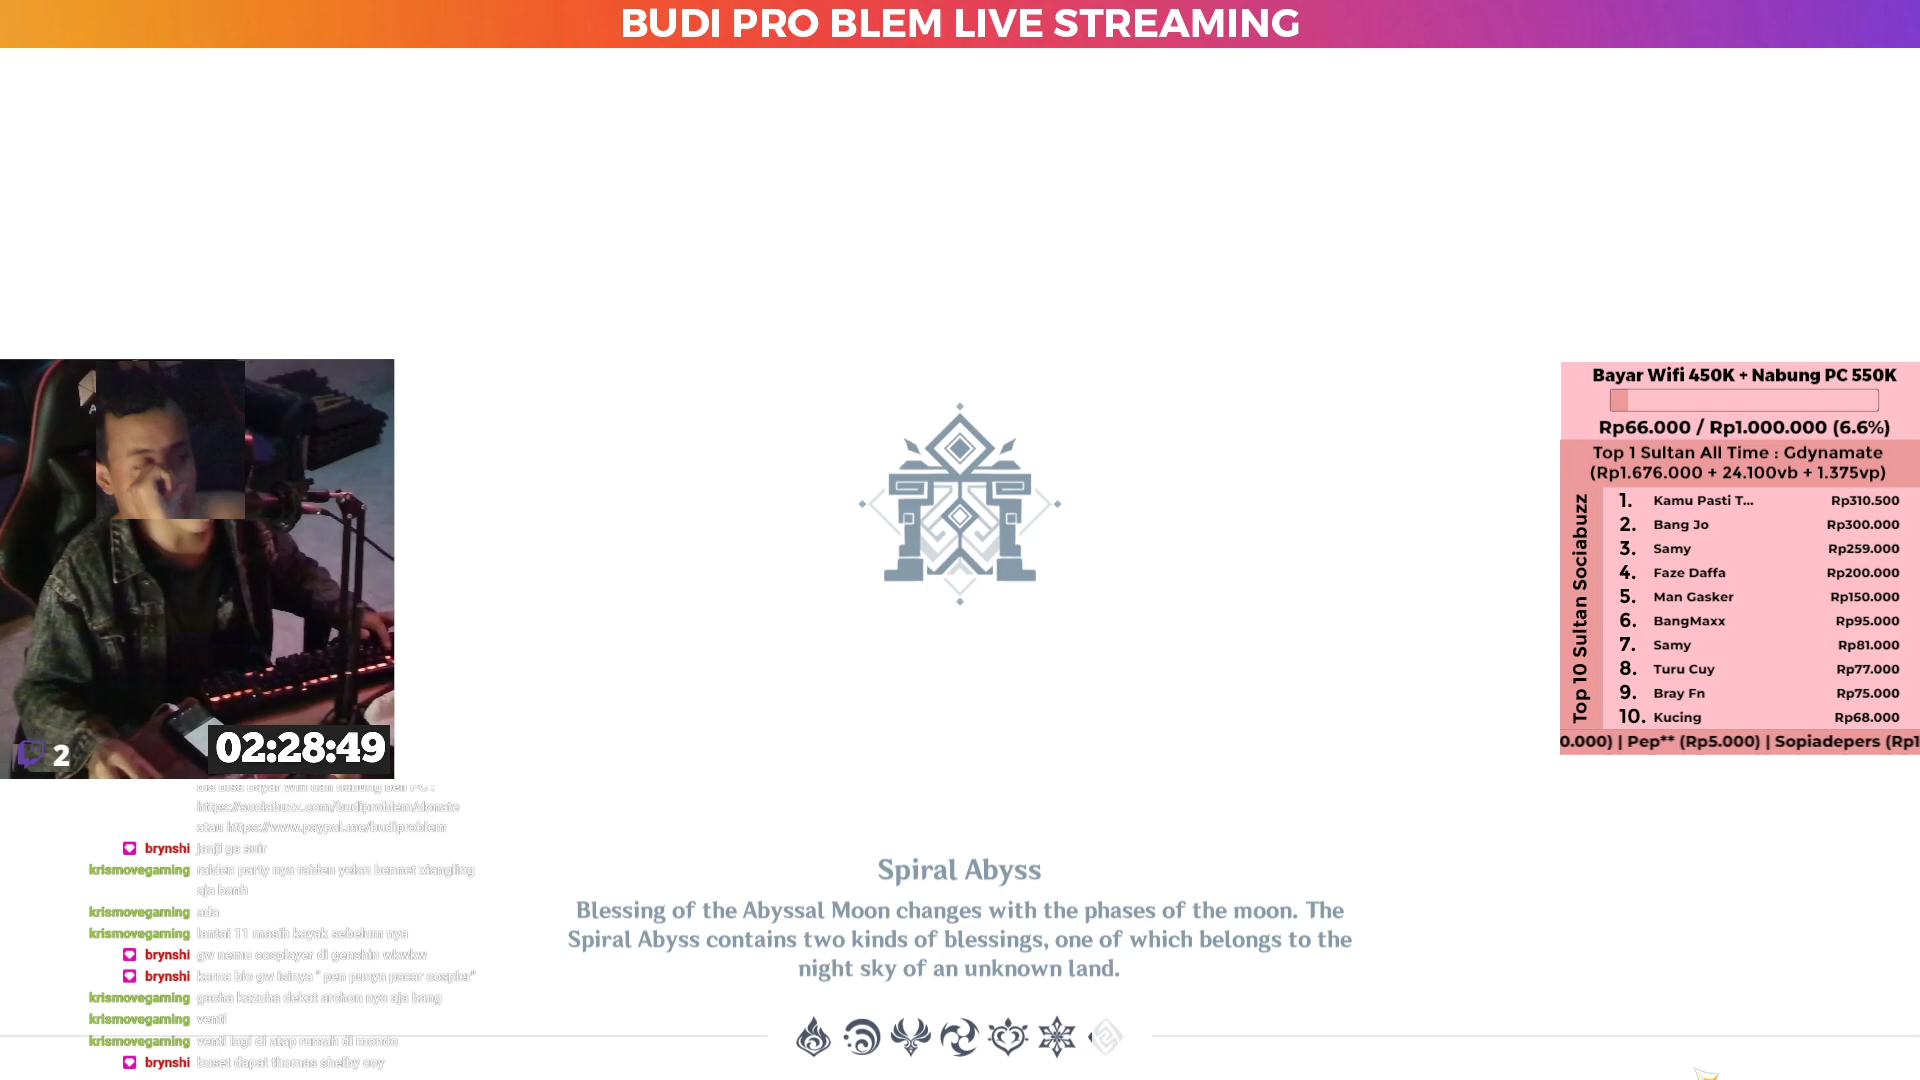 BUDI PRO BLEM LIVE STREAMING
Bayar Wifi 450K + Nabung PC 550K
Rp66.000 / Rp1.000.000 (6.6%)
Top 1 Sultan All Time : Gdynamate
(Rp1.676.000 + 24.100vb + 1.375vp)
Top 10 Sultan Sociabuzz
1. Kamu Pasti T... Rp310.500
2. Bang Jo Rp300.000
3. Samy Rp259.000
4. Faze Daffa Rp200.000
5. Man Gasker Rp150.000
6. BangMaxx Rp95.000
7. Samy Rp81.000
8. Turu Cuy Rp77.000
9. Bray Fn Rp75.000
10. Kucing Rp68.000
0.000) | Pep** (Rp5.000) | Sopiadepers (Rp1
2
02:28:49
bisa bayar wifi dan nabung beli PC :
https://sociabuzz.com/budiproblem/donate
atau https://www.paypal.me/budiproblem
brynshi janji ga suir
krismovegaming raiden party nya raiden yelan bennet xiangling
aja banh
krismovegaming ada
krismovegaming lantai 11 masih kayak sebelum nya
brynshi gw nemu cosplayer di genshin wkwkw
brynshi karna bio gw isinya " pen punya pacar cospler"
krismovegaming gacha kazuha dekat archon nya aja bang
krismovegaming venti
krismovegaming venti lagi di atap rumah di mondo
brynshi buset dapat thomas shelby coy
Spiral Abyss
Blessing of the Abyssal Moon changes with the phases of the moon. The
Spiral Abyss contains two kinds of blessings, one of which belongs to the
night sky of an unknown land.